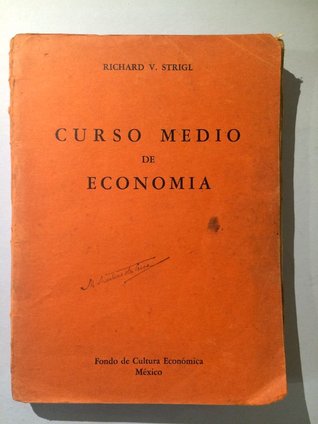 RICHARD V. STRIGL
CURSO MEDIO
DE
ECONOMIA
Fondo de Cultura Económica
México